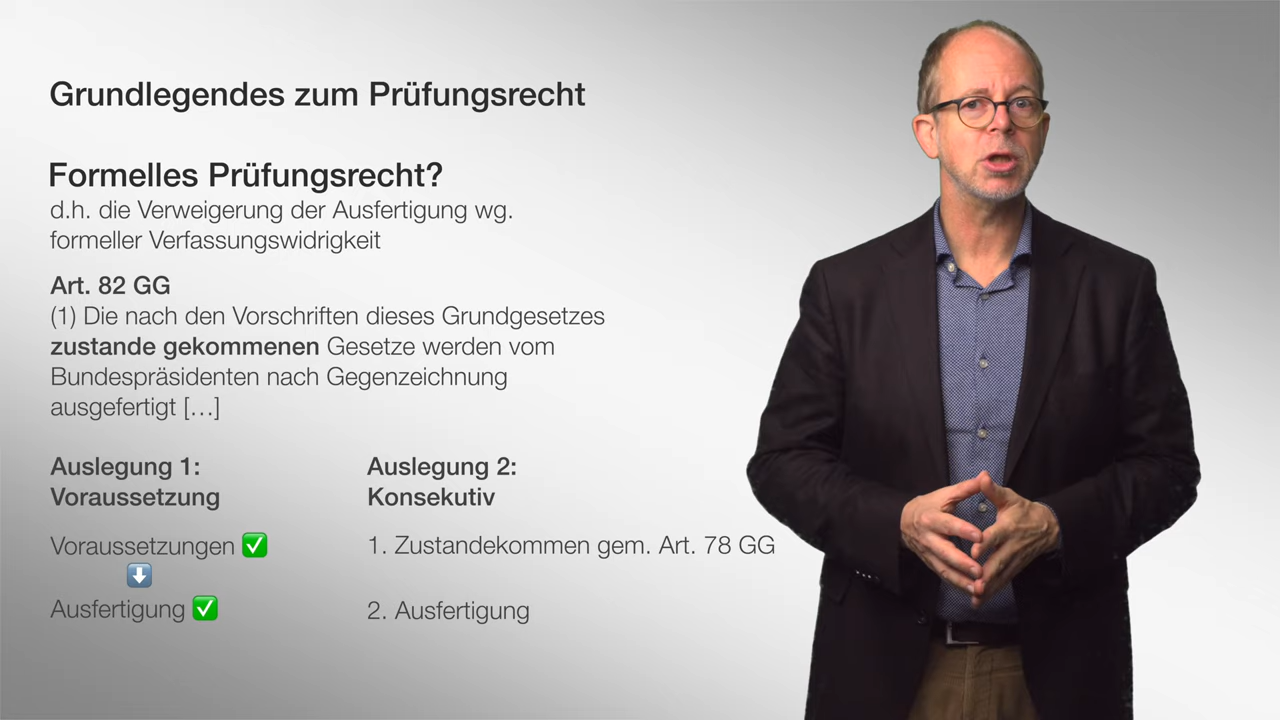 Grundlegendes zum Prüfungsrecht
Formelles Prüfungsrecht?
d.h. die Verweigerung der Ausfertigung wg.
formeller Verfassungswidrigkeit
Art. 82 GG
(1) Die nach den Vorschriften dieses Grundgesetzes
zustande gekommenen Gesetze werden vom
Bundespräsidenten nach Gegenzeichnung
ausgefertigt […]
Auslegung 1:
Voraussetzung
Voraussetzungen ✅
⬇️
Ausfertigung ✅
Auslegung 2:
Konsekutiv
1. Zustandekommen gem. Art. 78 GG
2. Ausfertigung